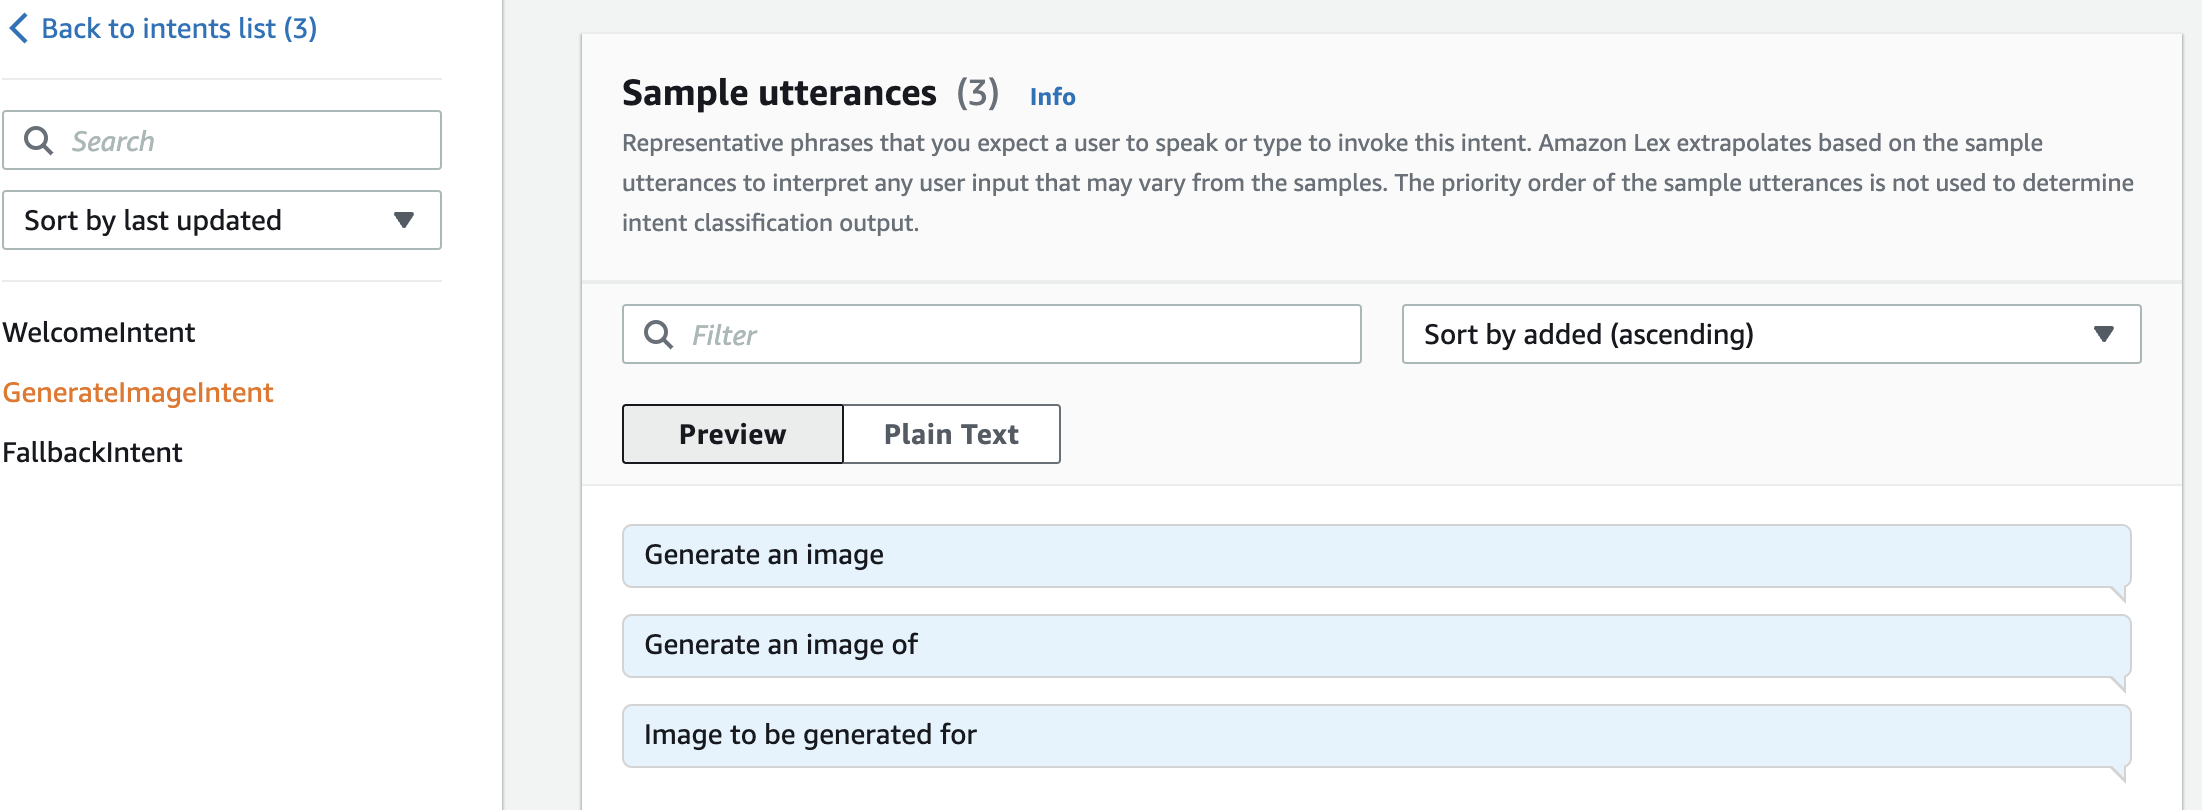 Back to intents list (3)
Search
Sort by last updated
WelcomeIntent
GenerateImageIntent
FallbackIntent
Sample utterances (3) Info
Representative phrases that you expect a user to speak or type to invoke this intent. Amazon Lex extrapolates based on the sample
utterances to interpret any user input that may vary from the samples. The priority order of the sample utterances is not used to determine
intent classification output.
Filter
Sort by added (ascending)
Preview
Plain Text
Generate an image
Generate an image of
Image to be generated for